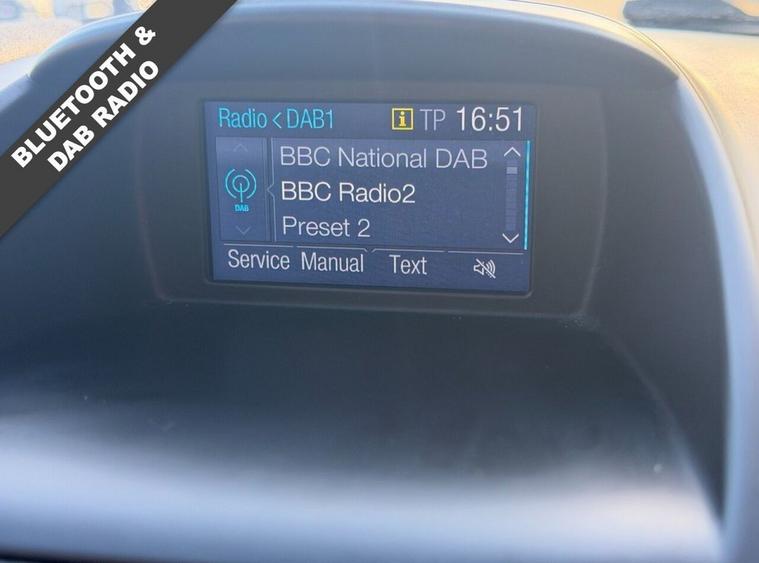 BLUETOOTH &
DAB RADIO
Radio < DAB1 i TP 16:51
BBC National DAB
DAB
BBC Radio2
Preset 2
Service Manual Text